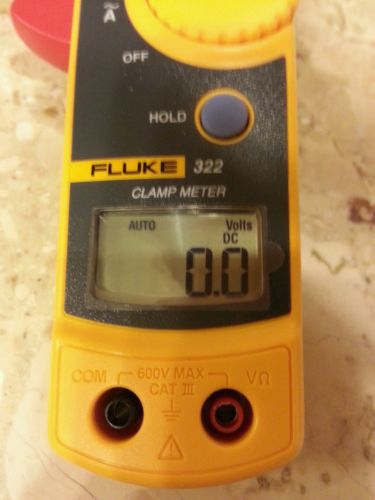 Ã
OFF
HOLD
FLUKE 322
CLAMP METER
AUTO Volts
DC
0.0
COM 600V MAX VΩ
CAT III